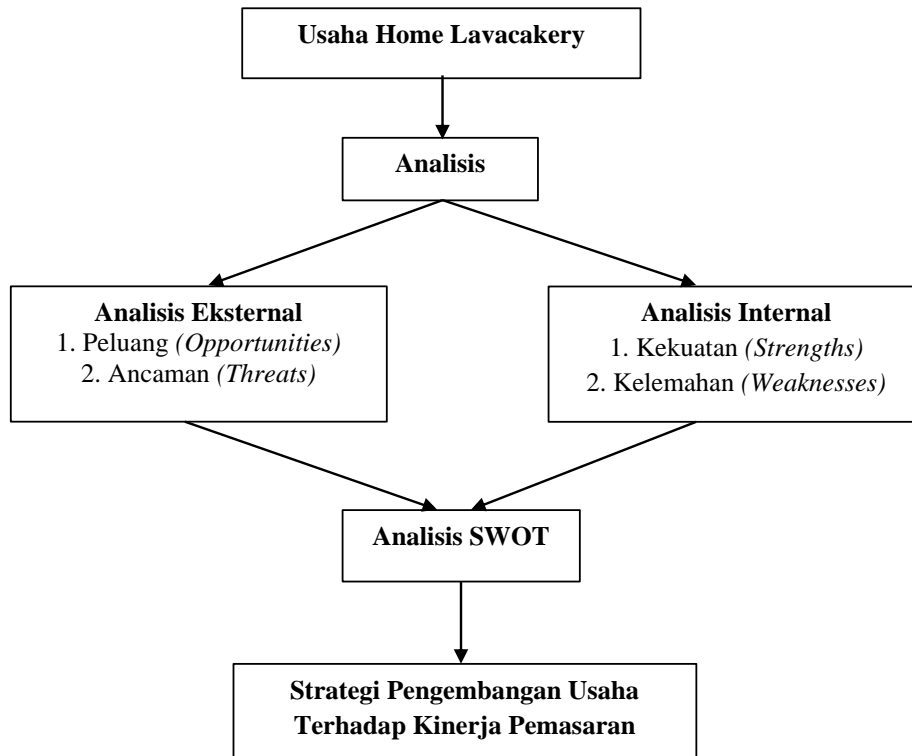 Usaha Home Lavacakery
Analisis
Analisis Eksternal
1. Peluang (Opportunities)
2. Ancaman (Threats)
Analisis Internal
1. Kekuatan (Strengths)
2. Kelemahan (Weaknesses)
Analisis SWOT
Strategi Pengembangan Usaha
Terhadap Kinerja Pemasaran